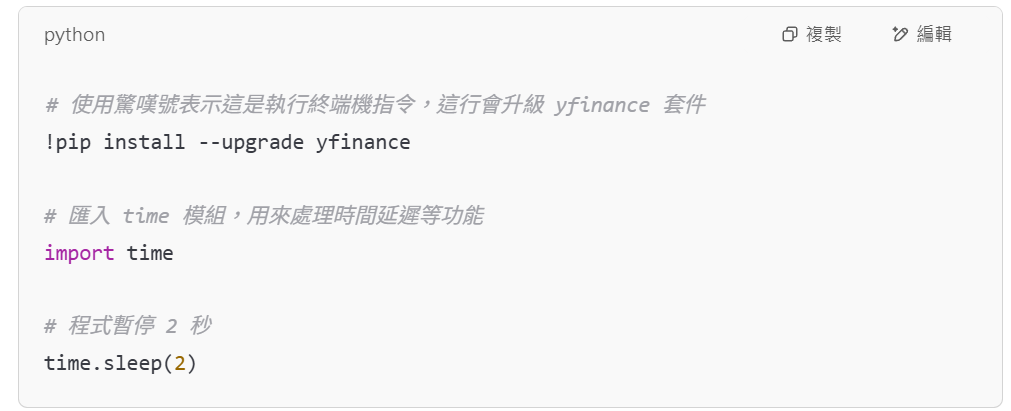 python
複製
編輯
# 使用驚嘆號表示這是執行終端機指令，這行會升級 yfinance 套件
!pip install --upgrade yfinance
# 匯入 time 模組，用來處理時間延遲等功能
import time
# 程式暫停 2 秒
time.sleep(2)